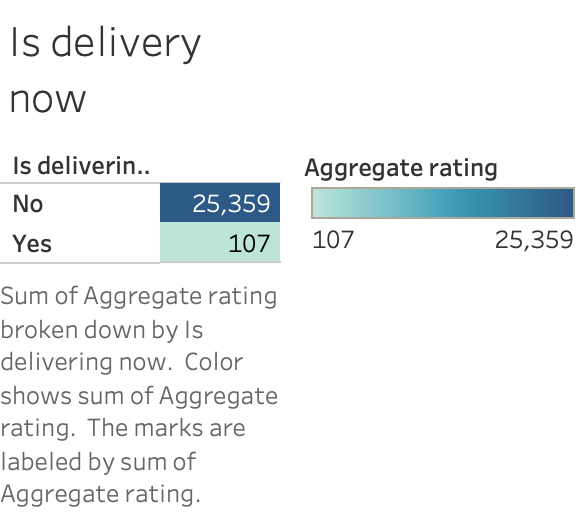 Is delivery
now
Is deliverin..
No 25,359
Yes 107
Aggregate rating
107 25,359
Sum of Aggregate rating
broken down by Is
delivering now.  Color
shows sum of Aggregate
rating.  The marks are
labeled by sum of
Aggregate rating.